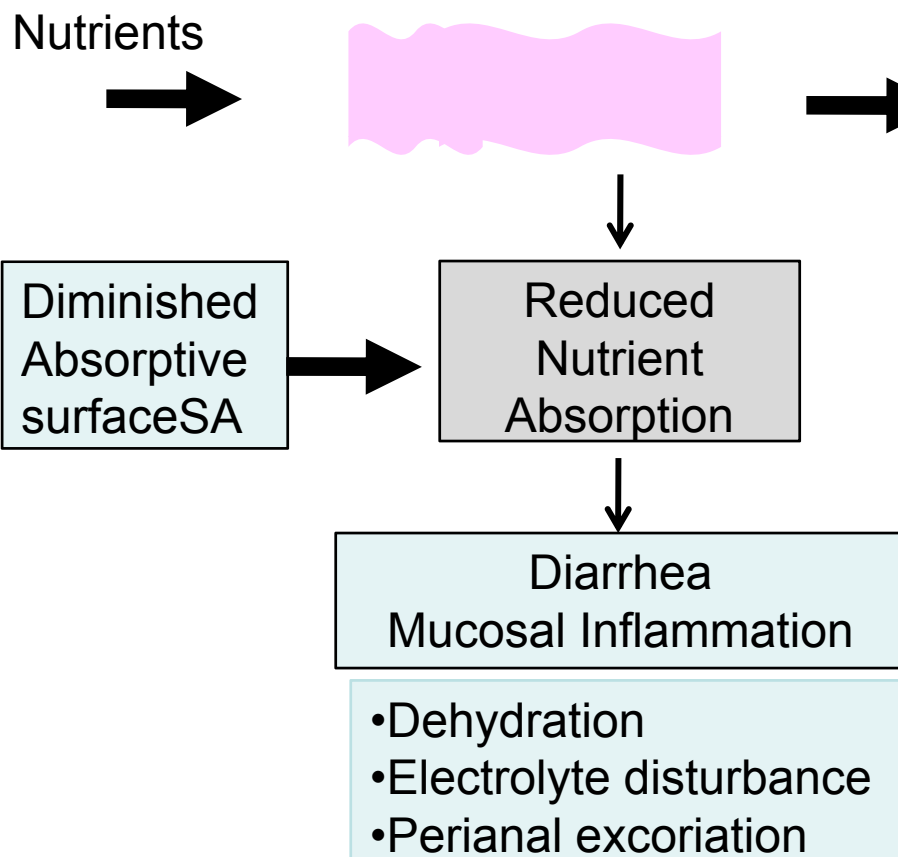 Nutrients
Diminished
Absorptive
surfaceSA
Reduced
Nutrient
Absorption
Diarrhea
Mucosal Inflammation
•Dehydration
•Electrolyte disturbance
•Perianal excoriation